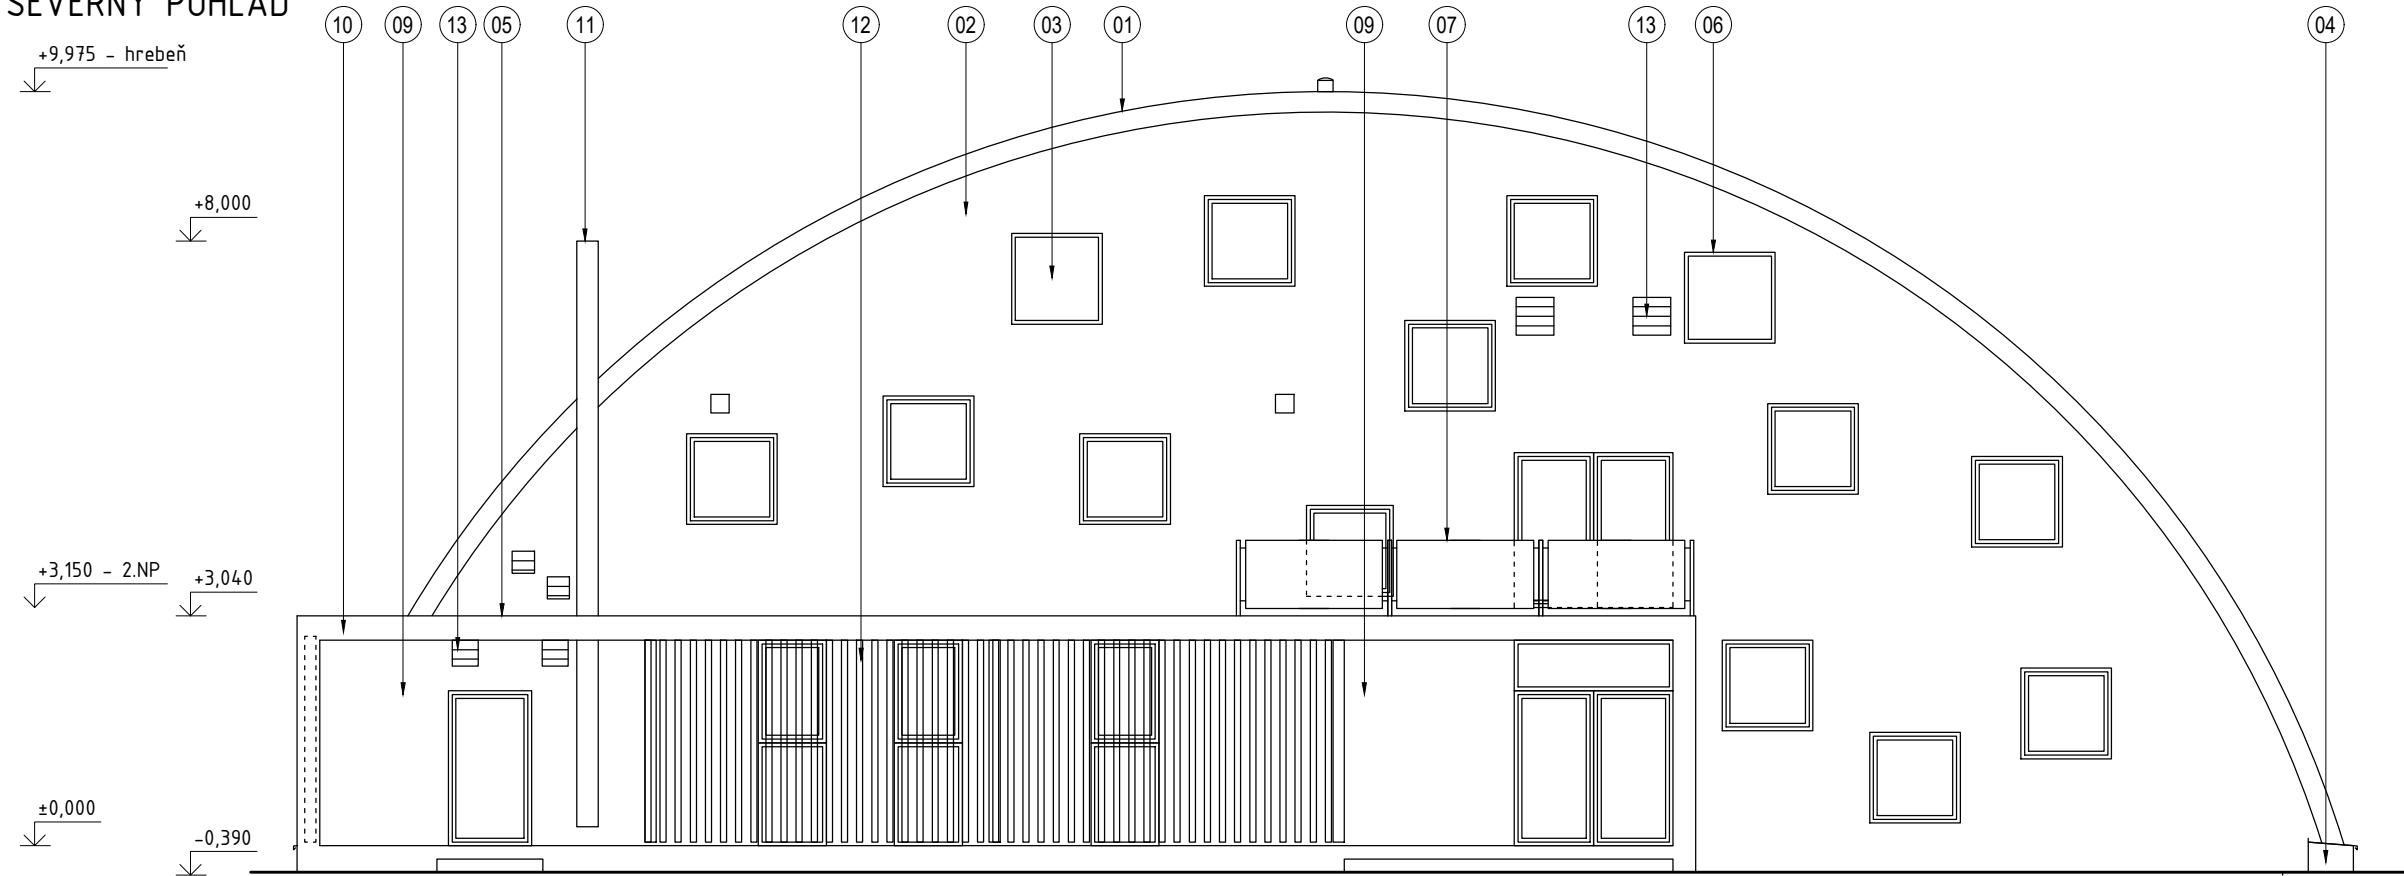 SEVERNÝ POHĽAD
10 09 13 05 11 12 02 03 01 09 07 13 06 04
+9,975 - hrebeň
+8,000
+3,150 - 2.NP
+3,040
±0,000
-0,390